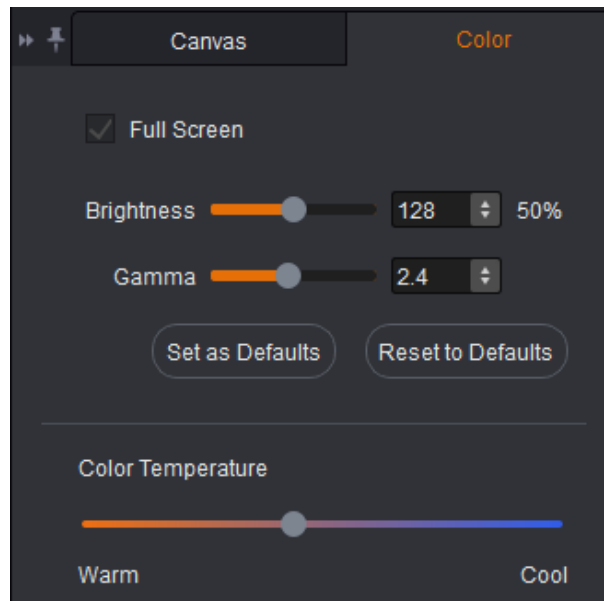 Canvas Color
Full Screen
Brightness 128 50%
Gamma 2.4
Set as Defaults Reset to Defaults
Color Temperature
Warm Cool